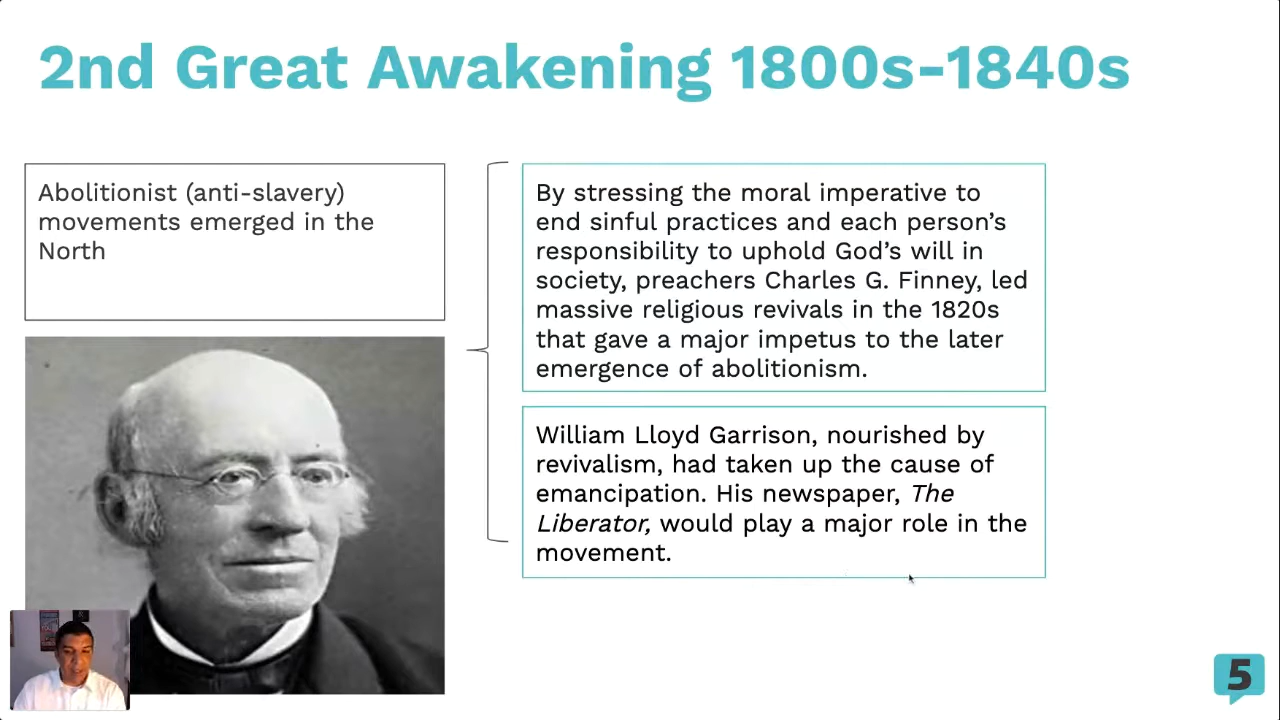 2nd Great Awakening 1800s-1840s
Abolitionist (anti-slavery)
movements emerged in the
North
By stressing the moral imperative to
end sinful practices and each person’s
responsibility to uphold God’s will in
society, preachers Charles G. Finney, led
massive religious revivals in the 1820s
that gave a major impetus to the later
emergence of abolitionism.
William Lloyd Garrison, nourished by
revivalism, had taken up the cause of
emancipation. His newspaper, The
Liberator, would play a major role in the
movement.
5